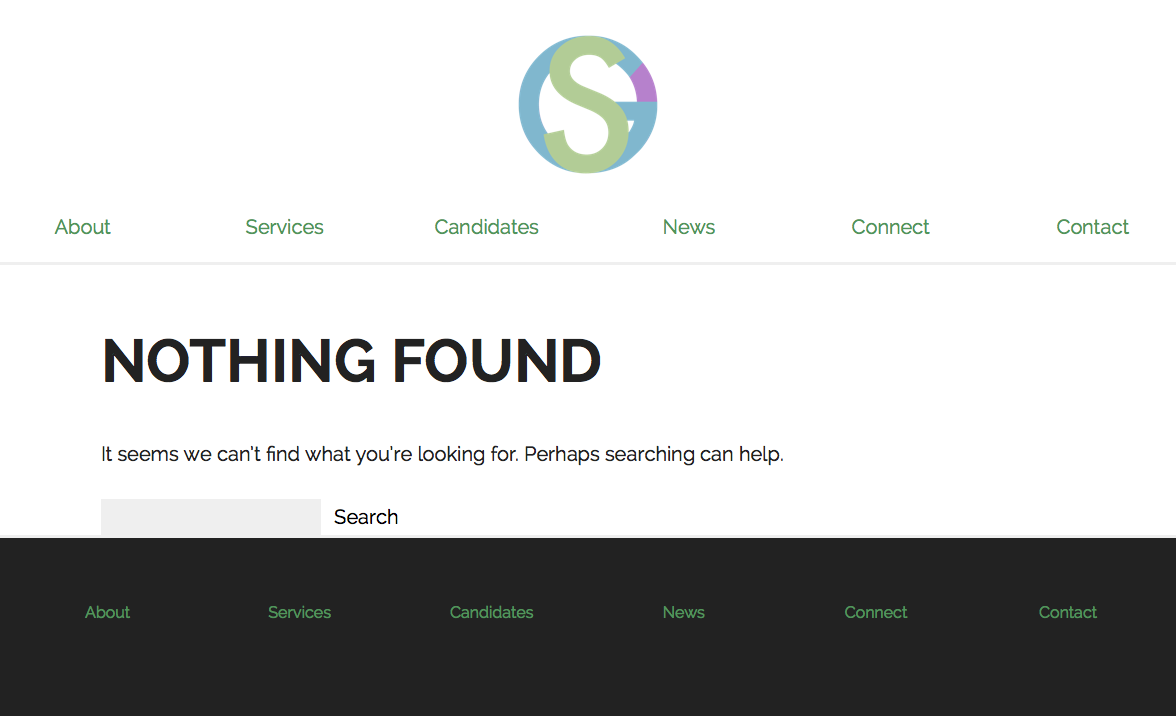 SG
About Services Candidates News Connect Contact
NOTHING FOUND
It seems we can't find what you're looking for. Perhaps searching can help.
Search
About Services Candidates News Connect Contact